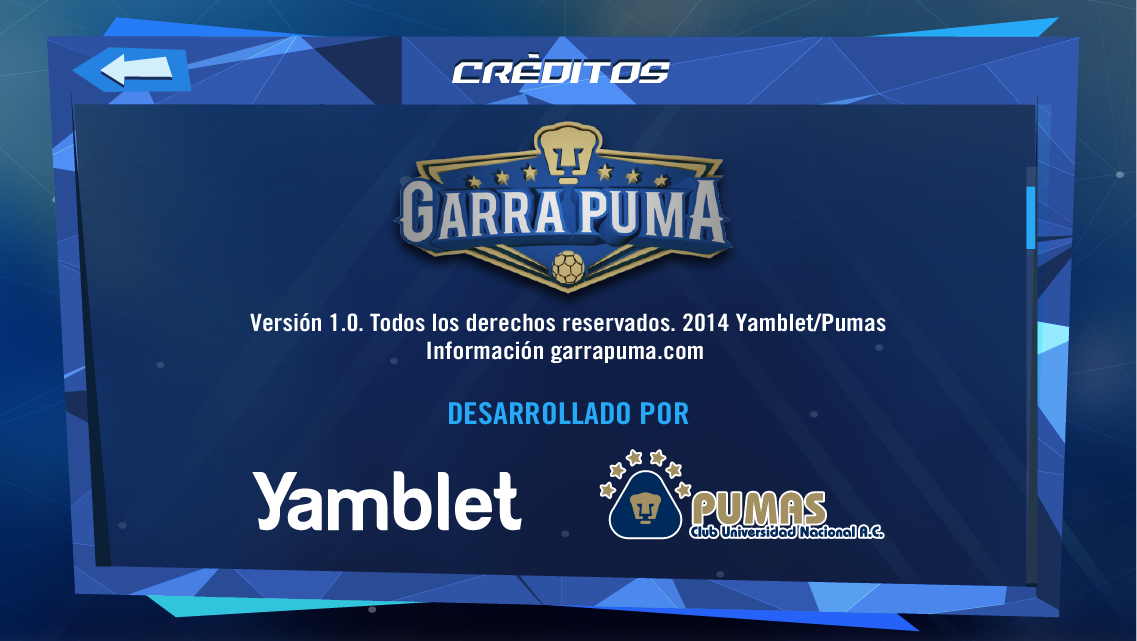 CRÈDITOS
GARRA PUMA
Versión 1.0. Todos los derechos reservados. 2014 Yamblet/Pumas
Información garrapuma.com
DESARROLLADO POR
Yamblet
PUMAS
Club Universidad Nacional A.C.